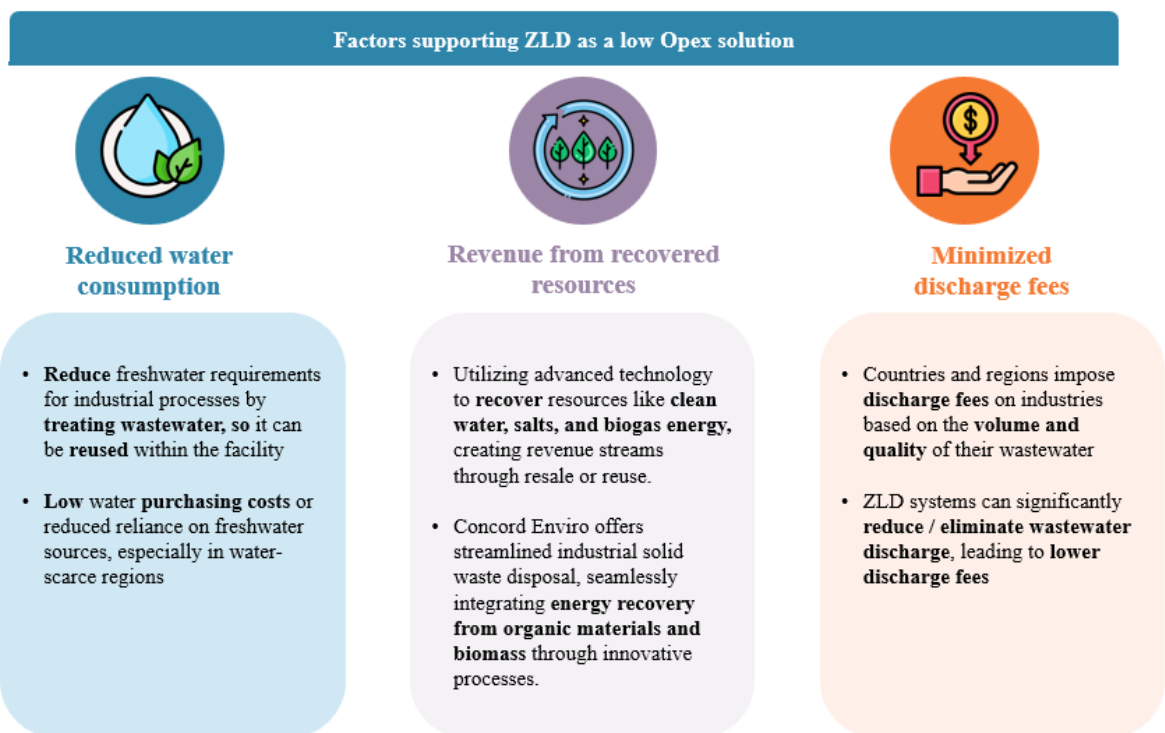 Factors supporting ZLD as a low Opex solution
$
Reduced water
consumption
• Reduce freshwater requirements
for industrial processes by
treating wastewater, so it can
be reused within the facility
• Low water purchasing costs or
reduced reliance on freshwater
sources, especially in water-
scarce regions
Revenue from recovered
resources
• Utilizing advanced technology
to recover resources like clean
water, salts, and biogas energy,
creating revenue streams
through resale or reuse.
• Concord Enviro offers
streamlined industrial solid
waste disposal, seamlessly
integrating energy recovery
from organic materials and
biomass through innovative
processes.
Minimized
discharge fees
• Countries and regions impose
discharge fees on industries
based on the volume and
quality of their wastewater
• ZLD systems can significantly
reduce / eliminate wastewater
discharge, leading to lower
discharge fees